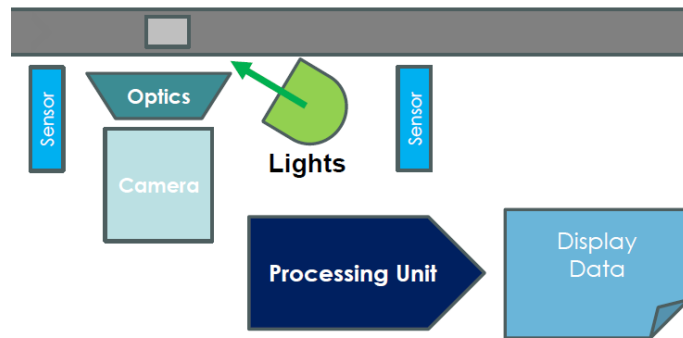 Sensor
Optics
Sensor
Lights
Camera
Processing Unit
Display
Data